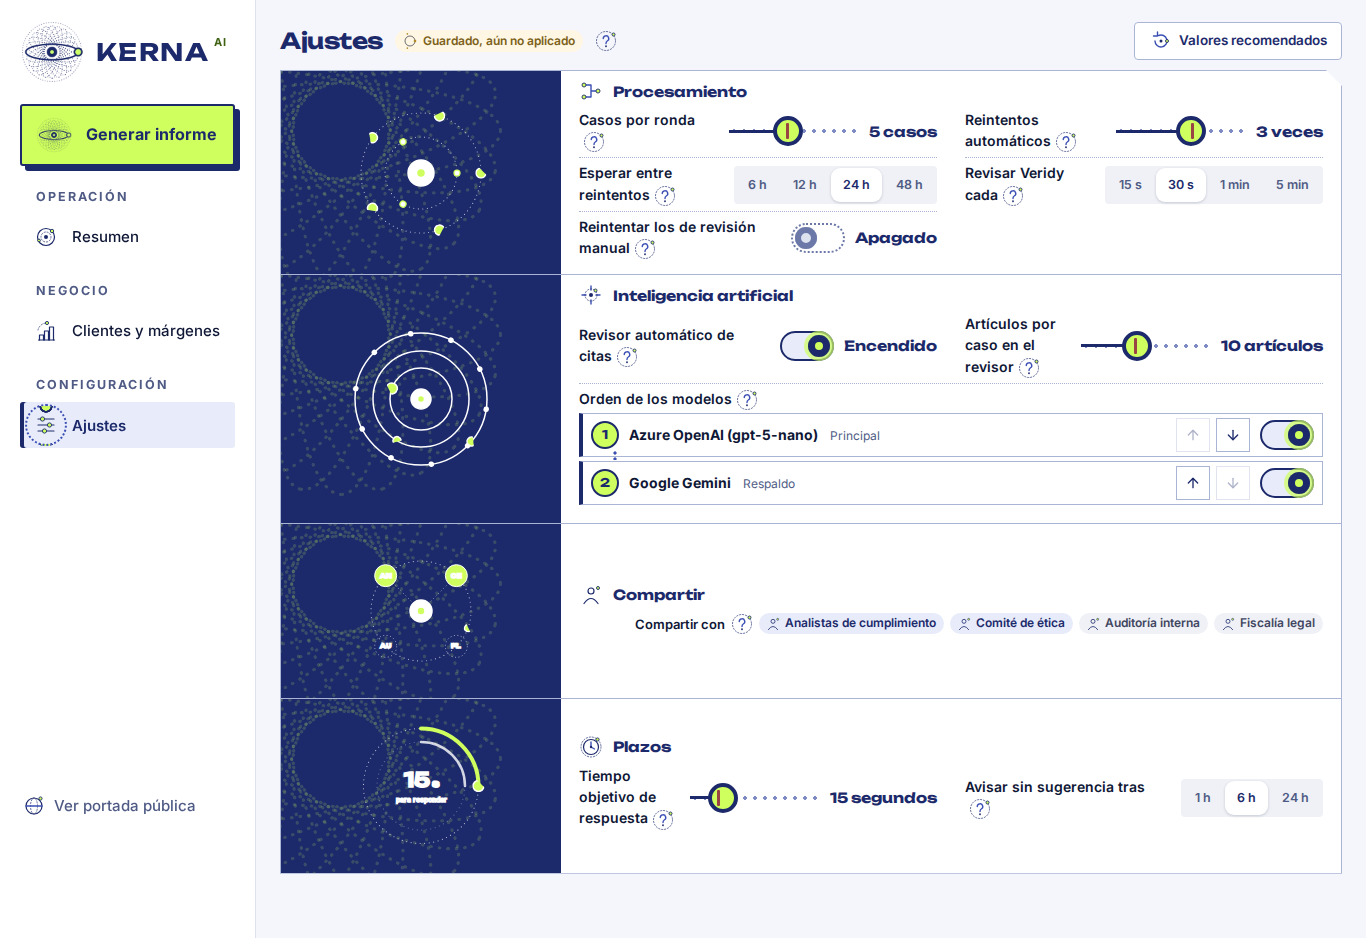 KERNA AI
Generar informe
OPERACIÓN
Resumen
NEGOCIO
Clientes y márgenes
CONFIGURACIÓN
Ajustes
Ver portada pública
Ajustes
Guardado, aún no aplicado
?
Valores recomendados
Procesamiento
Casos por ronda ?
5 casos
Reintentos automáticos ?
3 veces
Esperar entre reintentos ?
6 h 12 h 24 h 48 h
Revisar Veridy cada ?
15 s 30 s 1 min 5 min
Reintentar los de revisión manual ?
Apagado
Inteligencia artificial
Revisor automático de citas ?
Encendido
Artículos por caso en el revisor ?
10 artículos
Orden de los modelos ?
1 Azure OpenAI (gpt-5-nano) Principal
2 Google Gemini Respaldo
AU FL
Compartir
Compartir con ? Analistas de cumplimiento Comité de ética Auditoría interna Fiscalía legal
15s
para responder
Plazos
Tiempo objetivo de respuesta ?
15 segundos
Avisar sin sugerencia tras ?
1 h 6 h 24 h